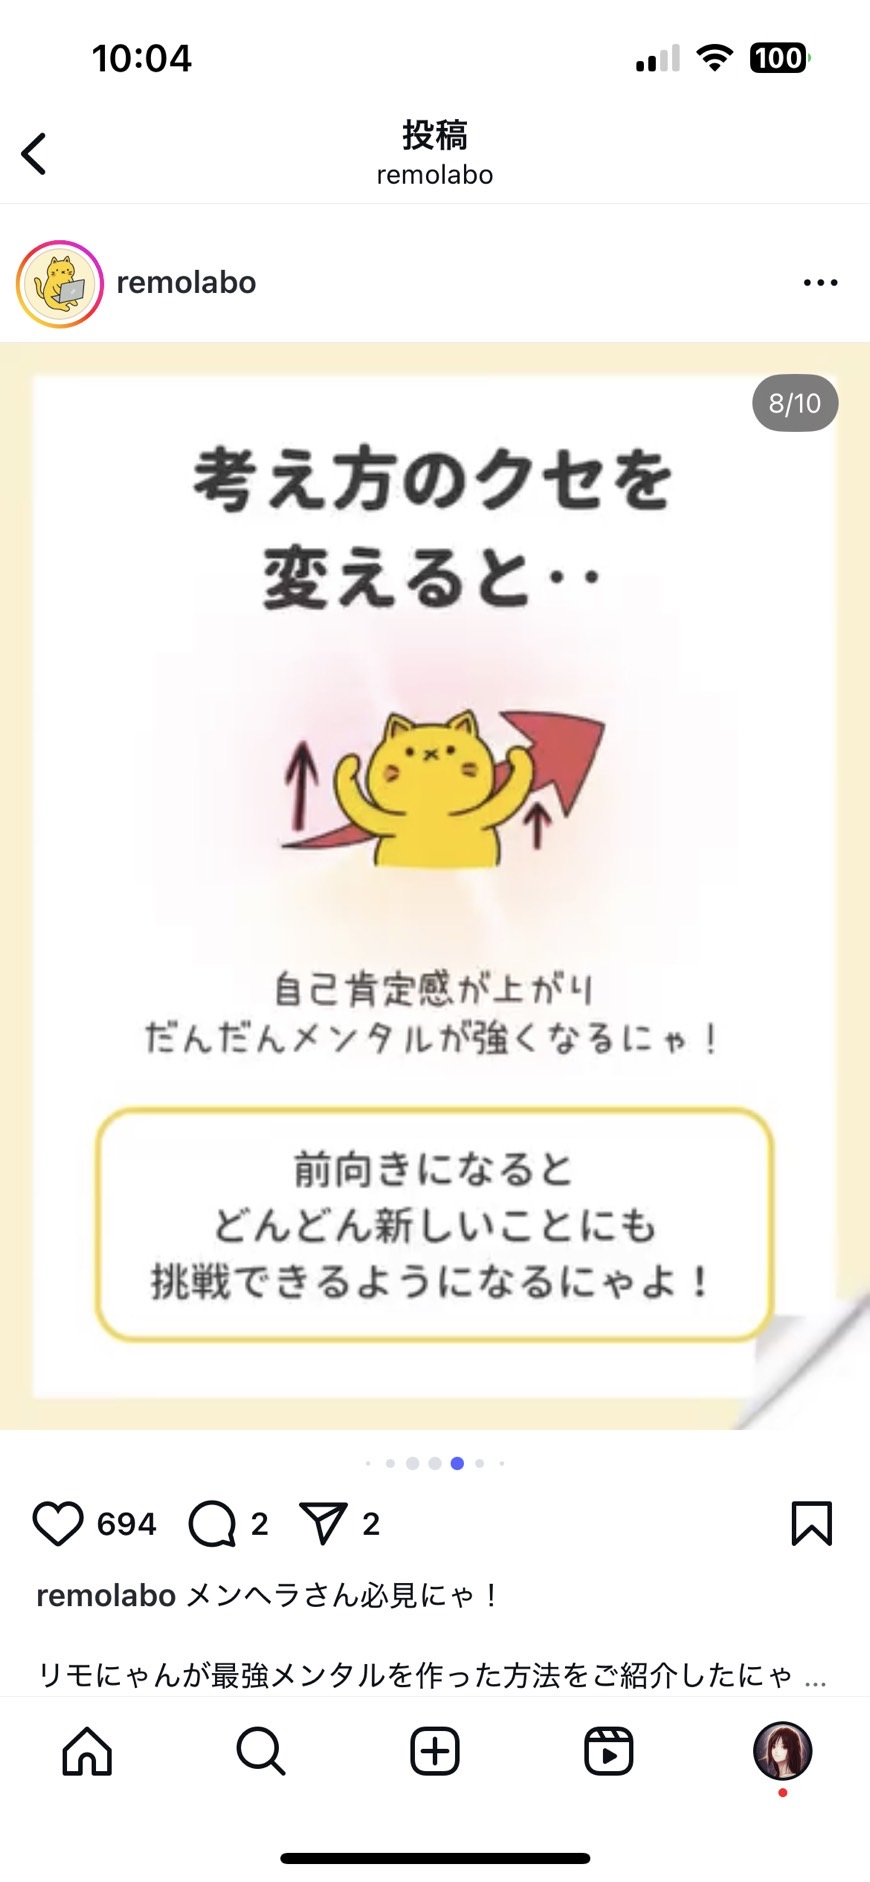 10:04
100
投稿
remolabo
remolabo
8/10
考え方のクセを
変えると‥
自己肯定感が上がり
だんだんメンタルが強くなるにゃ！
前向きになると
どんどん新しいことにも
挑戦できるようになるにゃよ！
694 2 2
remolabo メンヘラさん必見にゃ！
リモにゃんが最強メンタルを作った方法をご紹介したにゃ ...